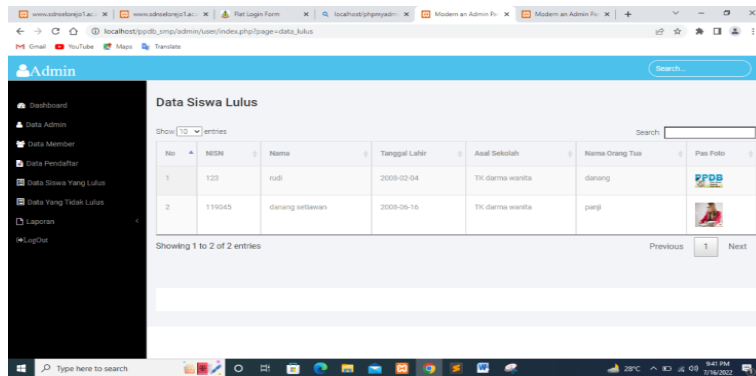 www.sdnselorejo1.ac. www.sdnselorejo1.ac. Flat Login Form localhost/phpmyadm Modern an Admin Pa Modern an Admin Pa
localhost/ppdb_smp/admin/user/index.php?page=data_lulus
Gmail YouTube Maps Translate
Admin
Search...
Dashboard
Data Admin
Data Member
Data Pendaftar
Data Siswa Yang Lulus
Data Yang Tidak Lulus
Laporan
LogOut
Data Siswa Lulus
Show 10 entries
Search:
No NISN Nama Tanggal Lahir Asal Sekolah Nama Orang Tua Pas Foto
1 123 rudi 2008-02-04 TK darma wanita danang PPDB
2 119045 danang setiawan 2008-06-16 TK darma wanita panji
Showing 1 to 2 of 2 entries
Previous 1 Next
Type here to search
28°C
9:41 PM
7/16/2022